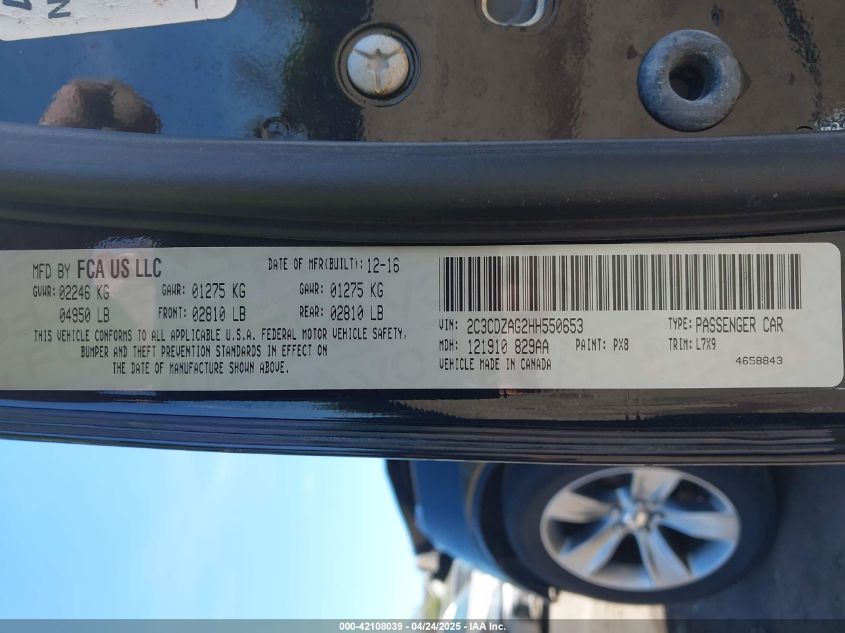 MFD BY FCA US LLC DATE OF MFR(BUILT): 12-16
GVWR: 02246 KG GAWR: 01275 KG GAWR: 01275 KG
04950 LB FRONT: 02810 LB REAR: 02810 LB
THIS VEHICLE CONFORMS TO ALL APPLICABLE U.S.A. FEDERAL MOTOR VEHICLE SAFETY,
BUMPER AND THEFT PREVENTION STANDARDS IN EFFECT ON
THE DATE OF MANUFACTURE SHOWN ABOVE.
VIN: 2C3CDZAG2HH550653 TYPE: PASSENGER CAR
MDH: 121910 829AA PAINT: PX8 TRIM: L7X9
VEHICLE MADE IN CANADA 4658843
000-42108039 - 04/24/2025 - IAA.